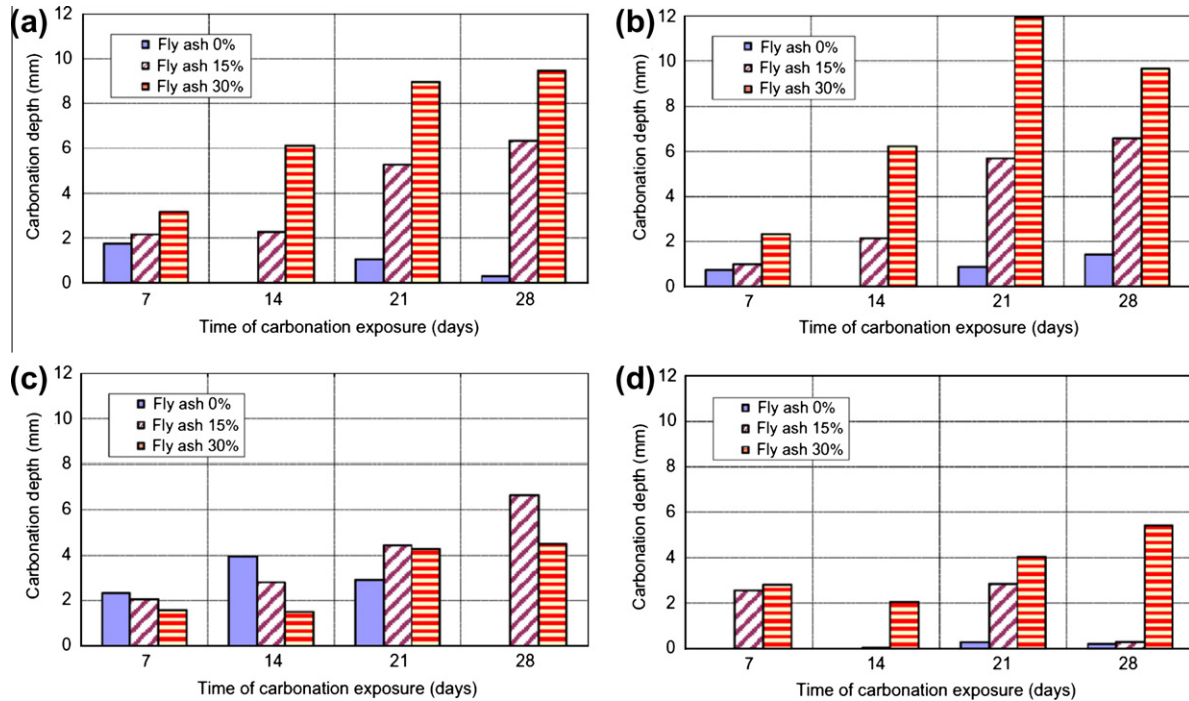 (a)
Carbonation depth (mm)
12
10
8
6
4
2
0
Fly ash 0%
Fly ash 15%
Fly ash 30%
7 14 21 28
Time of carbonation exposure (days)
(b)
Carbonation depth (mm)
12
10
8
6
4
2
0
Fly ash 0%
Fly ash 15%
Fly ash 30%
7 14 21 28
Time of carbonation exposure (days)
(c)
Carbonation depth (mm)
12
10
8
6
4
2
0
Fly ash 0%
Fly ash 15%
Fly ash 30%
7 14 21 28
Time of carbonation exposure (days)
(d)
Carbonation depth (mm)
12
10
8
6
4
2
0
Fly ash 0%
Fly ash 15%
Fly ash 30%
7 14 21 28
Time of carbonation exposure (days)